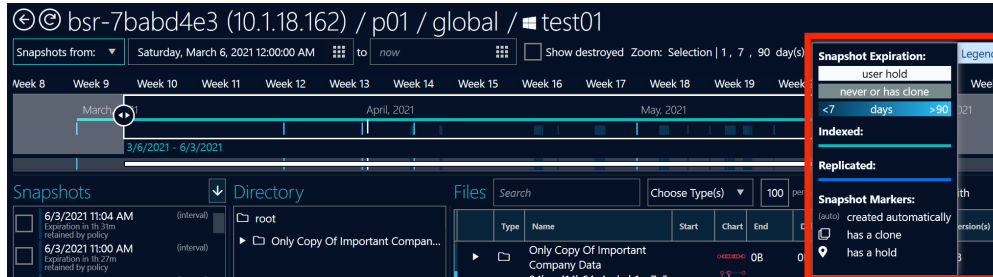 bsr-7babd4e3 (10.1.18.162) / p01 / global / test01
Snapshots from: Saturday, March 6, 2021 12:00:00 AM to now Show destroyed Zoom: Selection | 1 , 7 , 90 day(s)
Legend
Week 8 Week 9 Week 10 Week 11 Week 12 Week 13 Week 14 Week 15 Week 16 Week 17 Week 18 Week 19
March, April, 2021 May, 2021
3/6/2021 - 6/3/2021
Snapshot Expiration:
user hold
never or has clone
<7 days >90
Indexed:
Replicated:
Snapshot Markers:
(auto) created automatically
has a clone
has a hold
Snapshots
6/3/2021 11:04 AM (interval)
Expiration in 1h 31m
retained by policy
6/3/2021 11:00 AM (interval)
Expiration in 1h 27m
retained by policy
Directory
root
Only Copy Of Important Compan...
Files Search Choose Type(s) 100
Type Name Start Chart End
Only Copy Of Important
Company Data
0B